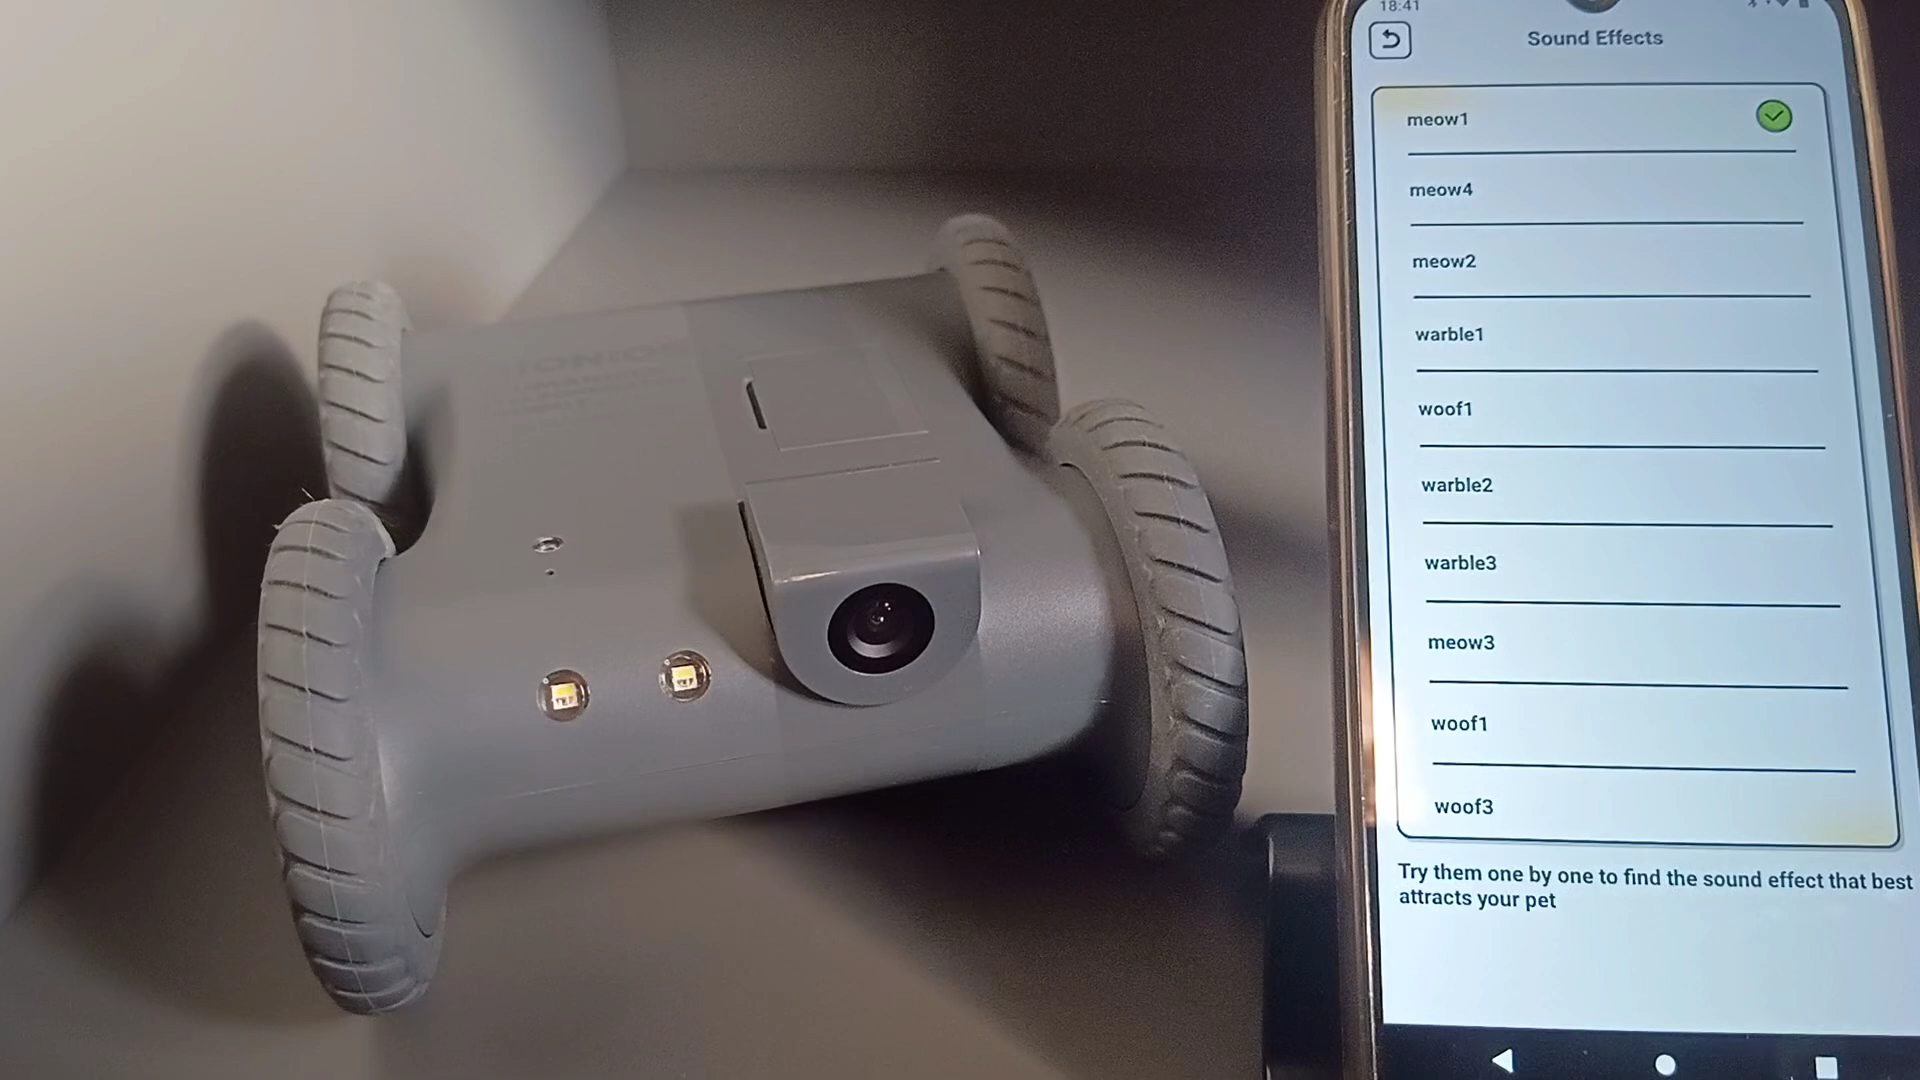 18:41
Sound Effects
meow1
meow4
meow2
warble1
woof1
warble2
warble3
meow3
woof1
woof3
Try them one by one to find the sound effect that best
attracts your pet